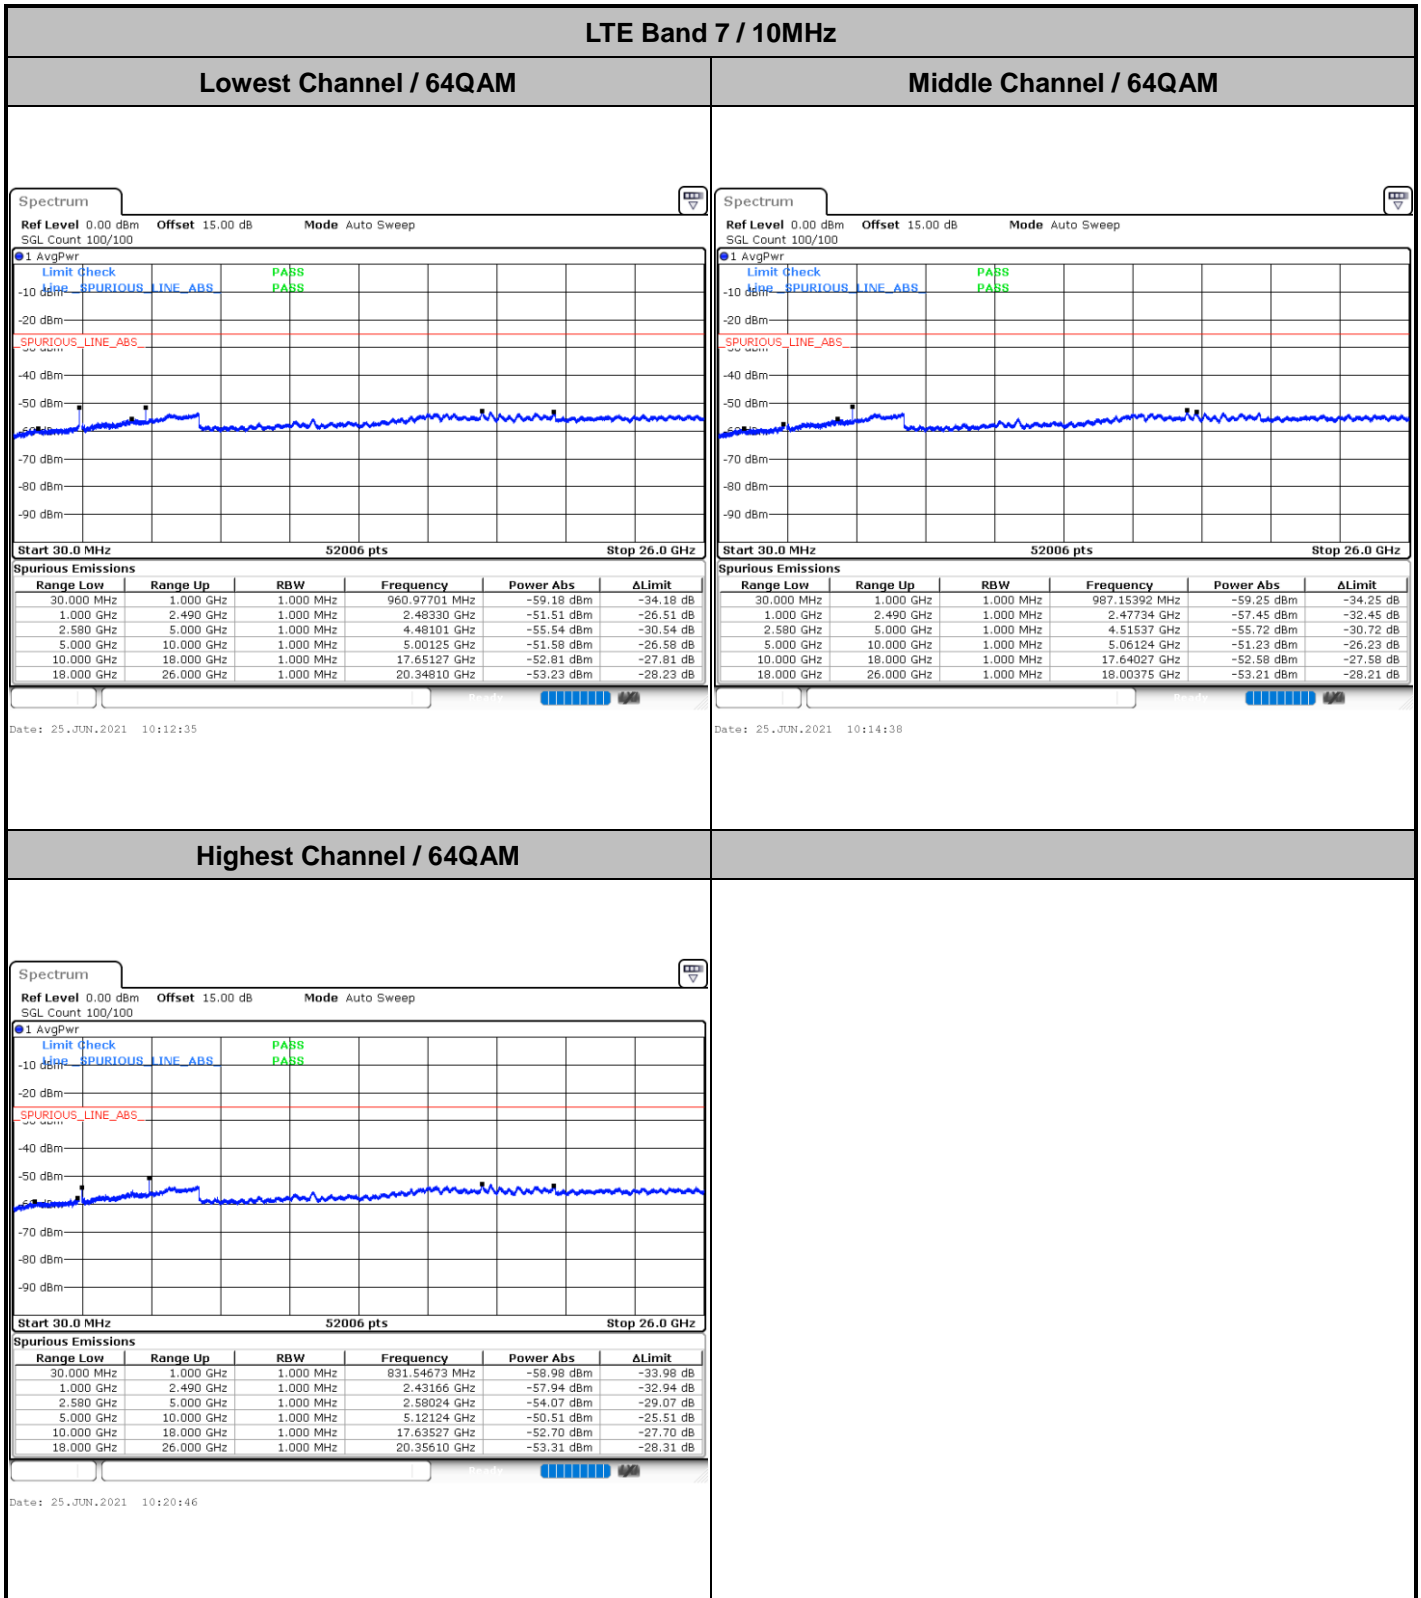 LTE Band 7 / 10MHz
Lowest Channel / 64QAM
Middle Channel / 64QAM
Spectrum
Ref Level 0.00 dBm Offset 15.00 dB Mode Auto Sweep
SGL Count 100/100
1 AvgPwr
Limit Check PASS
Line _SPURIOUS_LINE_ABS_ PASS
-10 dBm
-20 dBm
_SPURIOUS_LINE_ABS_
-40 dBm
-50 dBm
-70 dBm
-80 dBm
-90 dBm
Start 30.0 MHz 52006 pts Stop 26.0 GHz
Spurious Emissions
Range Low Range Up RBW Frequency Power Abs ΔLimit
30.000 MHz 1.000 GHz 1.000 MHz 960.97701 MHz -59.18 dBm -34.18 dB
1.000 GHz 2.490 GHz 1.000 MHz 2.48330 GHz -51.51 dBm -26.51 dB
2.580 GHz 5.000 GHz 1.000 MHz 4.48101 GHz -55.54 dBm -30.54 dB
5.000 GHz 10.000 GHz 1.000 MHz 5.00125 GHz -51.58 dBm -26.58 dB
10.000 GHz 18.000 GHz 1.000 MHz 17.65127 GHz -52.81 dBm -27.81 dB
18.000 GHz 26.000 GHz 1.000 MHz 20.34810 GHz -53.23 dBm -28.23 dB
Date: 25.JUN.2021 10:12:35
Spectrum
Ref Level 0.00 dBm Offset 15.00 dB Mode Auto Sweep
SGL Count 100/100
1 AvgPwr
Limit Check PASS
Line _SPURIOUS_LINE_ABS_ PASS
-10 dBm
-20 dBm
_SPURIOUS_LINE_ABS_
-40 dBm
-50 dBm
-70 dBm
-80 dBm
-90 dBm
Start 30.0 MHz 52006 pts Stop 26.0 GHz
Spurious Emissions
Range Low Range Up RBW Frequency Power Abs ΔLimit
30.000 MHz 1.000 GHz 1.000 MHz 987.15392 MHz -59.25 dBm -34.25 dB
1.000 GHz 2.490 GHz 1.000 MHz 2.47734 GHz -57.45 dBm -32.45 dB
2.580 GHz 5.000 GHz 1.000 MHz 4.51537 GHz -55.72 dBm -30.72 dB
5.000 GHz 10.000 GHz 1.000 MHz 5.06124 GHz -51.23 dBm -26.23 dB
10.000 GHz 18.000 GHz 1.000 MHz 17.64027 GHz -52.58 dBm -27.58 dB
18.000 GHz 26.000 GHz 1.000 MHz 18.00375 GHz -53.21 dBm -28.21 dB
Date: 25.JUN.2021 10:14:38
Highest Channel / 64QAM
Spectrum
Ref Level 0.00 dBm Offset 15.00 dB Mode Auto Sweep
SGL Count 100/100
1 AvgPwr
Limit Check PASS
Line _SPURIOUS_LINE_ABS_ PASS
-10 dBm
-20 dBm
_SPURIOUS_LINE_ABS_
-40 dBm
-50 dBm
-70 dBm
-80 dBm
-90 dBm
Start 30.0 MHz 52006 pts Stop 26.0 GHz
Spurious Emissions
Range Low Range Up RBW Frequency Power Abs ΔLimit
30.000 MHz 1.000 GHz 1.000 MHz 831.54673 MHz -58.98 dBm -33.98 dB
1.000 GHz 2.490 GHz 1.000 MHz 2.43166 GHz -57.94 dBm -32.94 dB
2.580 GHz 5.000 GHz 1.000 MHz 2.58024 GHz -54.07 dBm -29.07 dB
5.000 GHz 10.000 GHz 1.000 MHz 5.12124 GHz -50.51 dBm -25.51 dB
10.000 GHz 18.000 GHz 1.000 MHz 17.63527 GHz -52.70 dBm -27.70 dB
18.000 GHz 26.000 GHz 1.000 MHz 20.35610 GHz -53.31 dBm -28.31 dB
Date: 25.JUN.2021 10:20:46